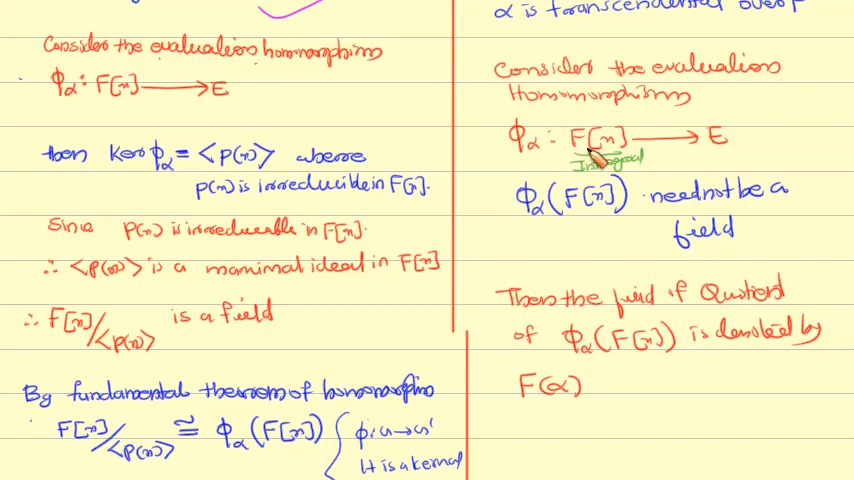 Consider the evaluation homomorphism
ϕα : F[x] ⟶ E
then Ker ϕα = <P(x)> where
P(x) is irreducible in F[x].
Since P(x) is irreducible in F[x].
∴ <P(x)> is a maximal ideal in F[x]
∴ F[x]/<P(x)> is a field
By fundamental theorem of homomorphism
F[x]/<P(x)> ≅ ϕα(F[x])
ϕ: G→G'
H is a kernal
α is transcendental over F
Consider the evaluation
Homomorphism
ϕα : F[x] ⟶ E
Integral
ϕα(F[x]) need not be a
field
Then the field of Quotient
of ϕα(F[x]) is denoted by
F(α)